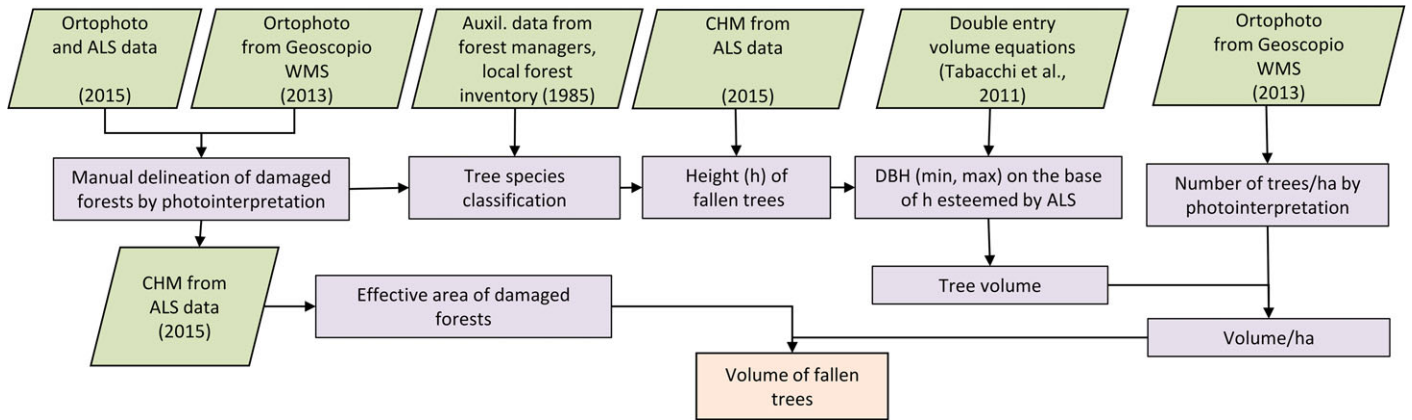 Ortophoto
and ALS data
(2015)
Ortophoto
from Geoscopio
WMS
(2013)
Auxil. data from
forest managers,
local forest
inventory (1985)
CHM from
ALS data
(2015)
Double entry
volume equations
(Tabacchi et al.,
2011)
Ortophoto
from Geoscopio
WMS
(2013)
Manual delineation of damaged
forests by photointerpretation
Tree species
classification
Height (h) of
fallen trees
DBH (min, max) on the base
of h esteemed by ALS
Number of trees/ha by
photointerpretation
CHM from
ALS data
(2015)
Effective area of damaged
forests
Tree volume
Volume/ha
Volume of fallen
trees